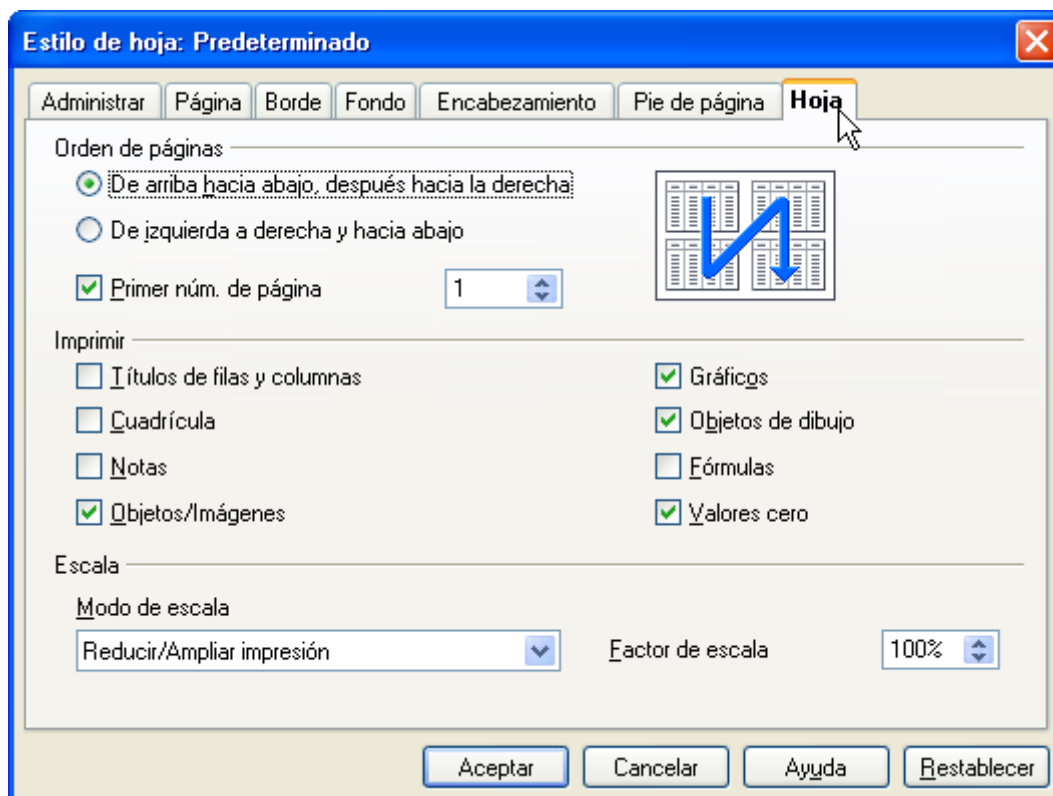 Estilo de hoja: Predeterminado
Administrar Página Borde Fondo Encabezamiento Pie de página Hoja
Orden de páginas
De arriba hacia abajo, después hacia la derecha
De izquierda a derecha y hacia abajo
Primer núm. de página 1
Imprimir
Títulos de filas y columnas Gráficos
Cuadrícula Objetos de dibujo
Notas Fórmulas
Objetos/Imágenes Valores cero
Escala
Modo de escala
Reducir/Ampliar impresión Factor de escala 100%
Aceptar Cancelar Ayuda Restablecer